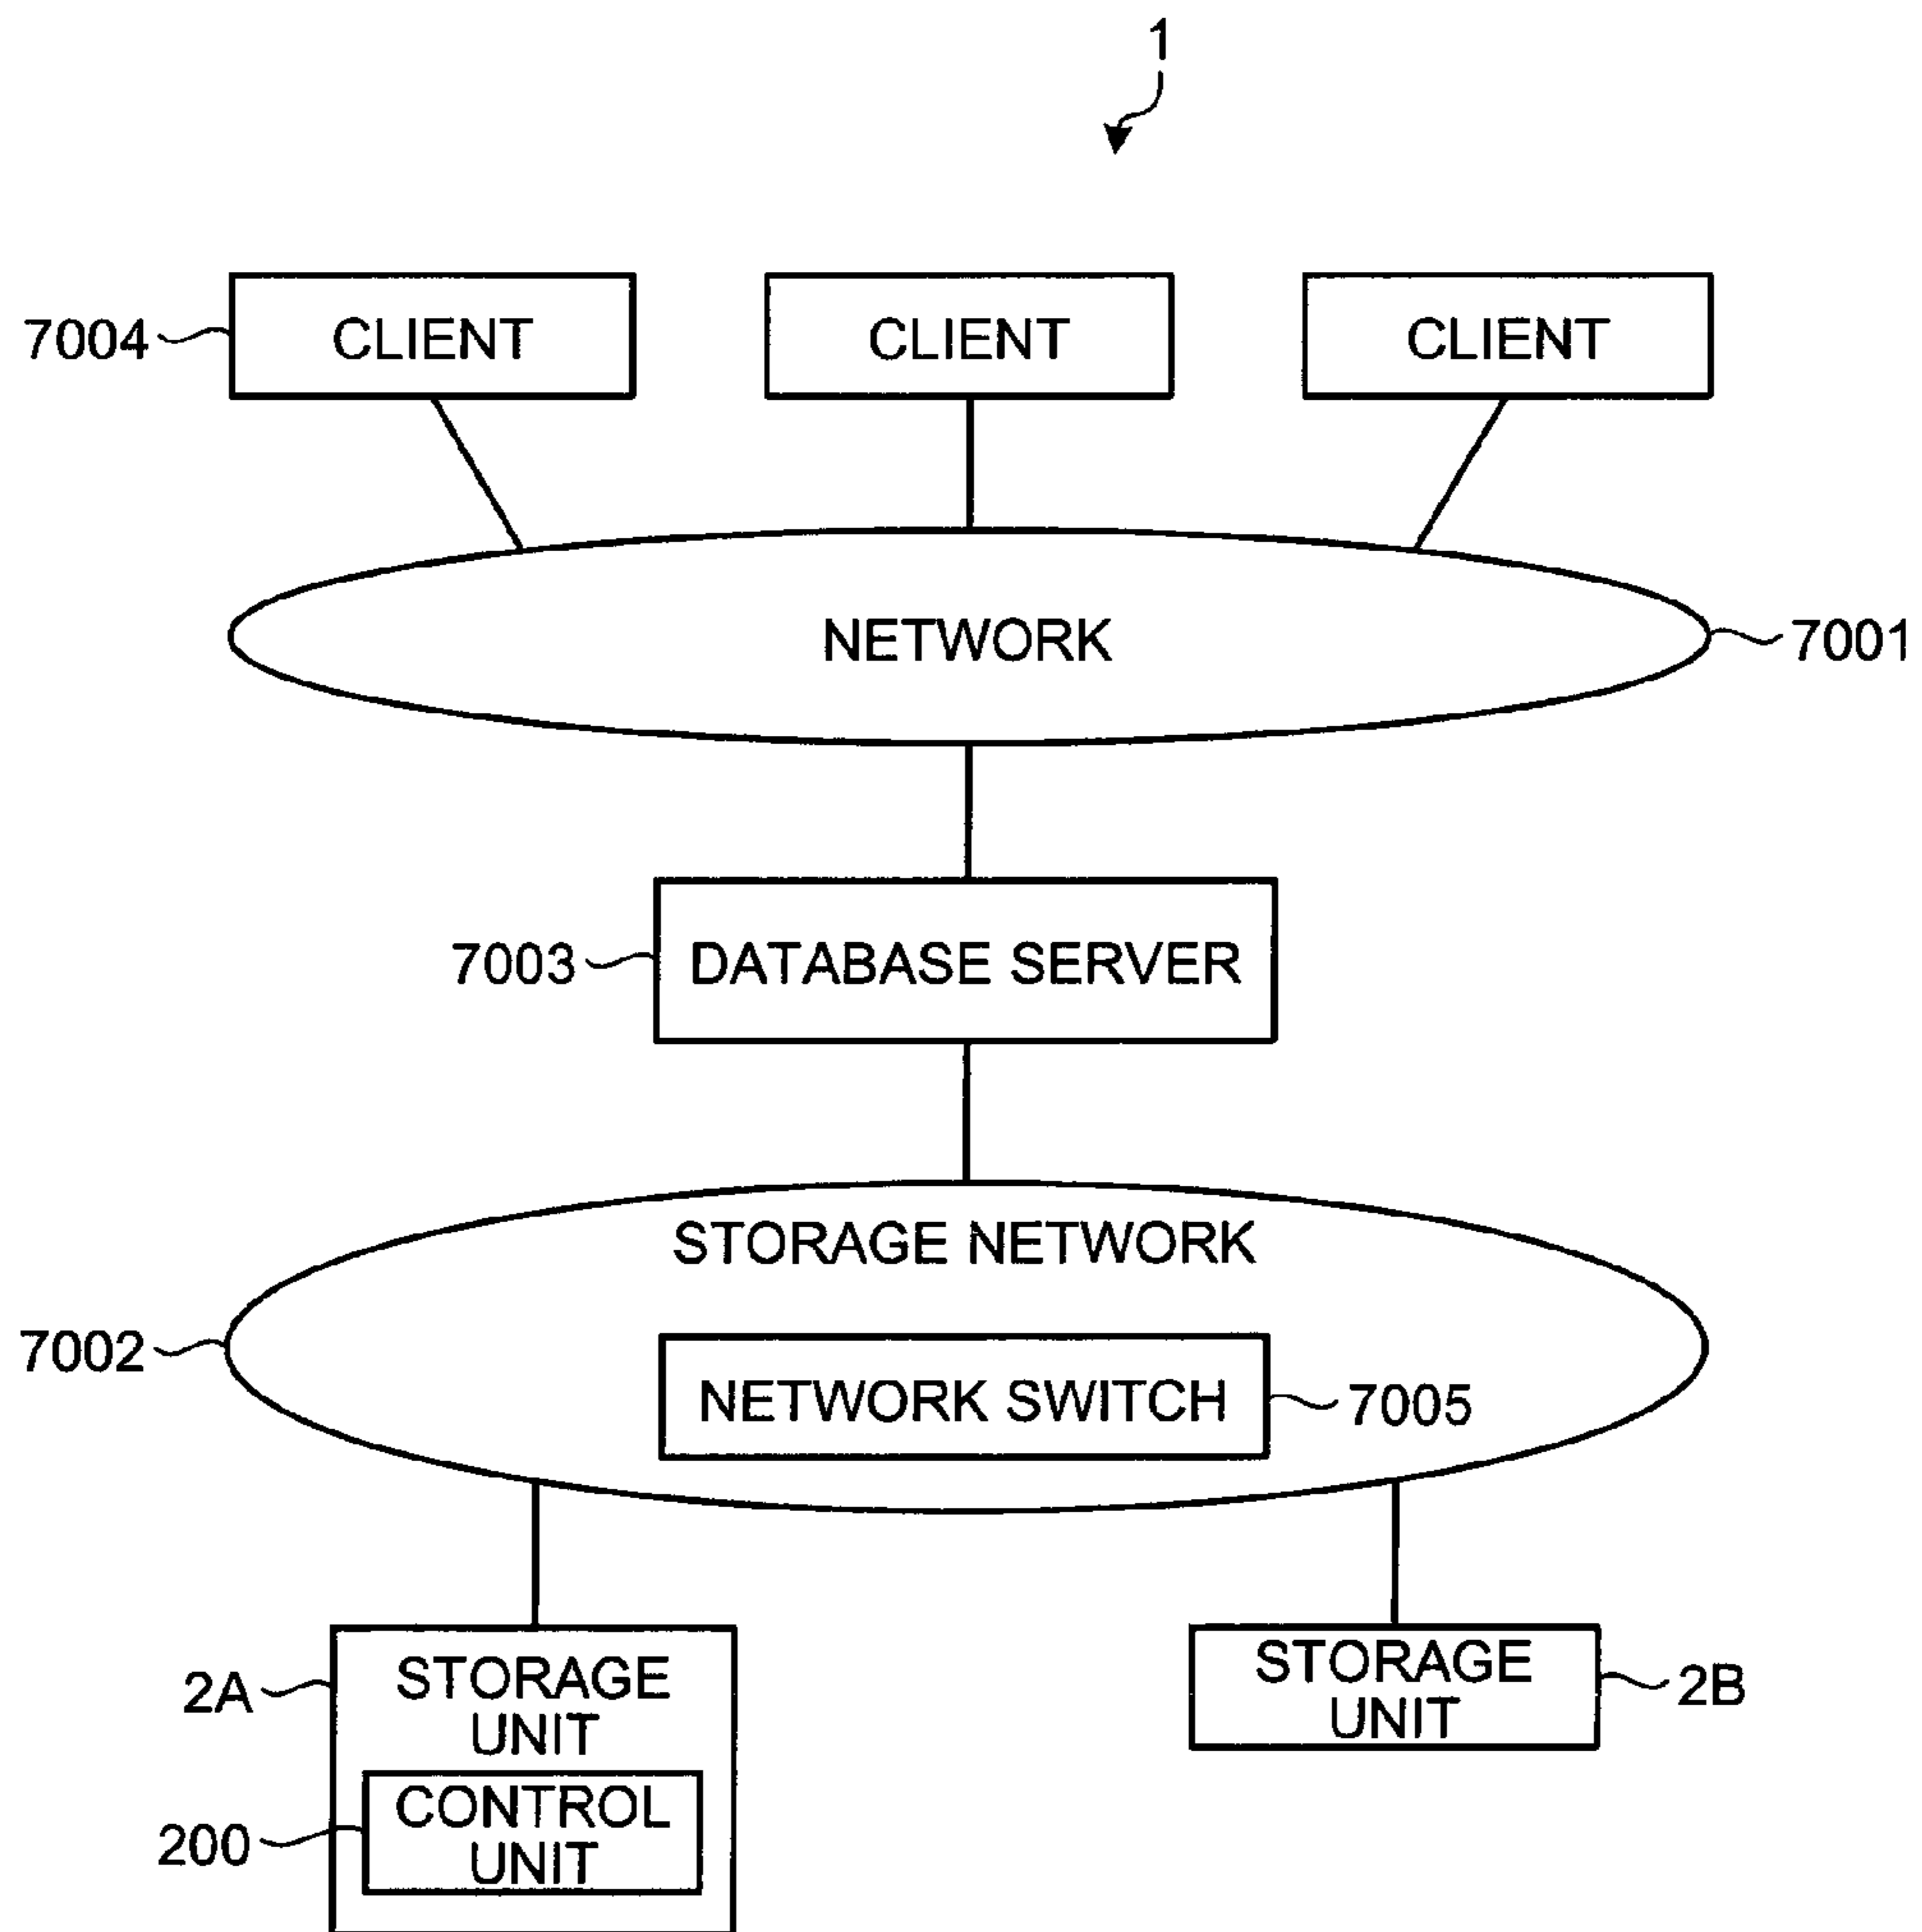 1
7004
CLIENT
CLIENT
CLIENT
NETWORK
7001
7003
DATABASE SERVER
STORAGE NETWORK
7002
NETWORK SWITCH
7005
2A
STORAGE
UNIT
STORAGE
UNIT
2B
200
CONTROL
UNIT